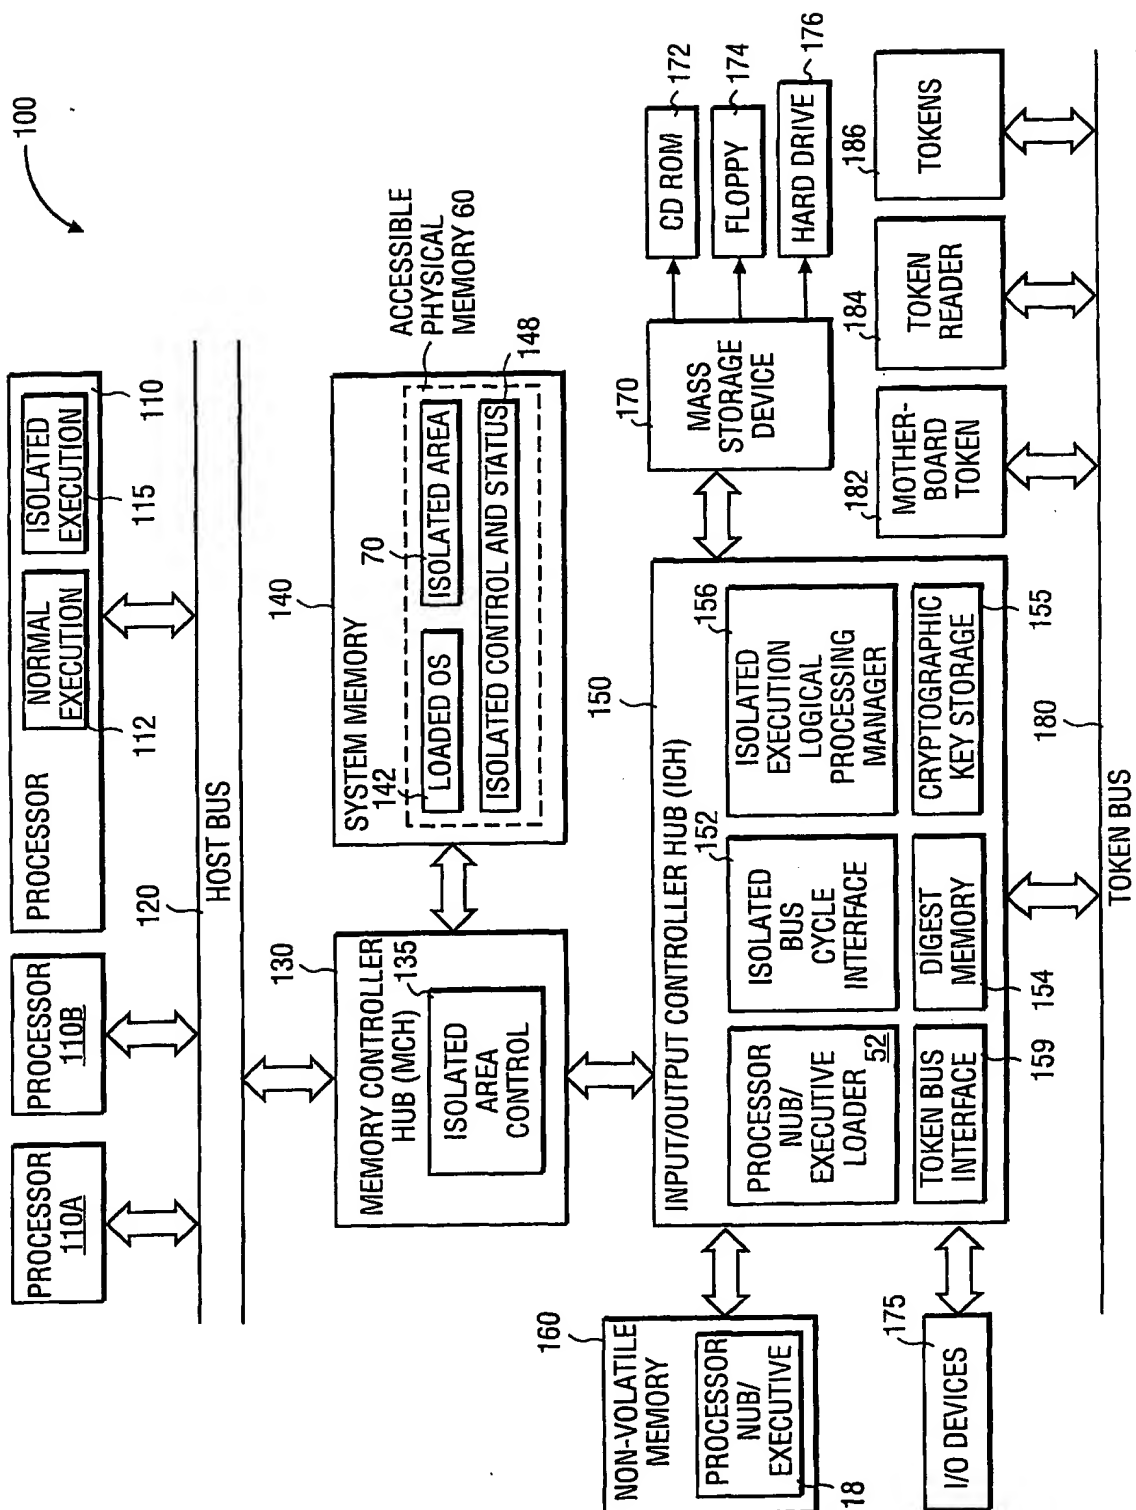 100
PROCESSOR
110A
PROCESSOR
110B
PROCESSOR
NORMAL
EXECUTION
112
ISOLATED
EXECUTION
115
110
120
HOST BUS
130
MEMORY CONTROLLER
HUB (MCH)
135
ISOLATED
AREA
CONTROL
140
SYSTEM MEMORY
142
LOADED OS
70
ISOLATED AREA
ISOLATED CONTROL AND STATUS
148
ACCESSIBLE
PHYSICAL
MEMORY 60
150
INPUT/OUTPUT CONTROLLER HUB (ICH)
PROCESSOR
NUB/
EXECUTIVE
LOADER
52
152
ISOLATED
BUS
CYCLE
INTERFACE
156
ISOLATED
EXECUTION
LOGICAL
PROCESSING
MANAGER
TOKEN BUS
INTERFACE
159
DIGEST
MEMORY
154
CRYPTOGRAPHIC
KEY STORAGE
155
160
NON-VOLATILE
MEMORY
PROCESSOR
NUB/
EXECUTIVE
18
175
I/O DEVICES
170
MASS
STORAGE
DEVICE
CD ROM
172
FLOPPY
174
HARD DRIVE
176
182
MOTHER-
BOARD
TOKEN
184
TOKEN
READER
186
TOKENS
180
TOKEN BUS